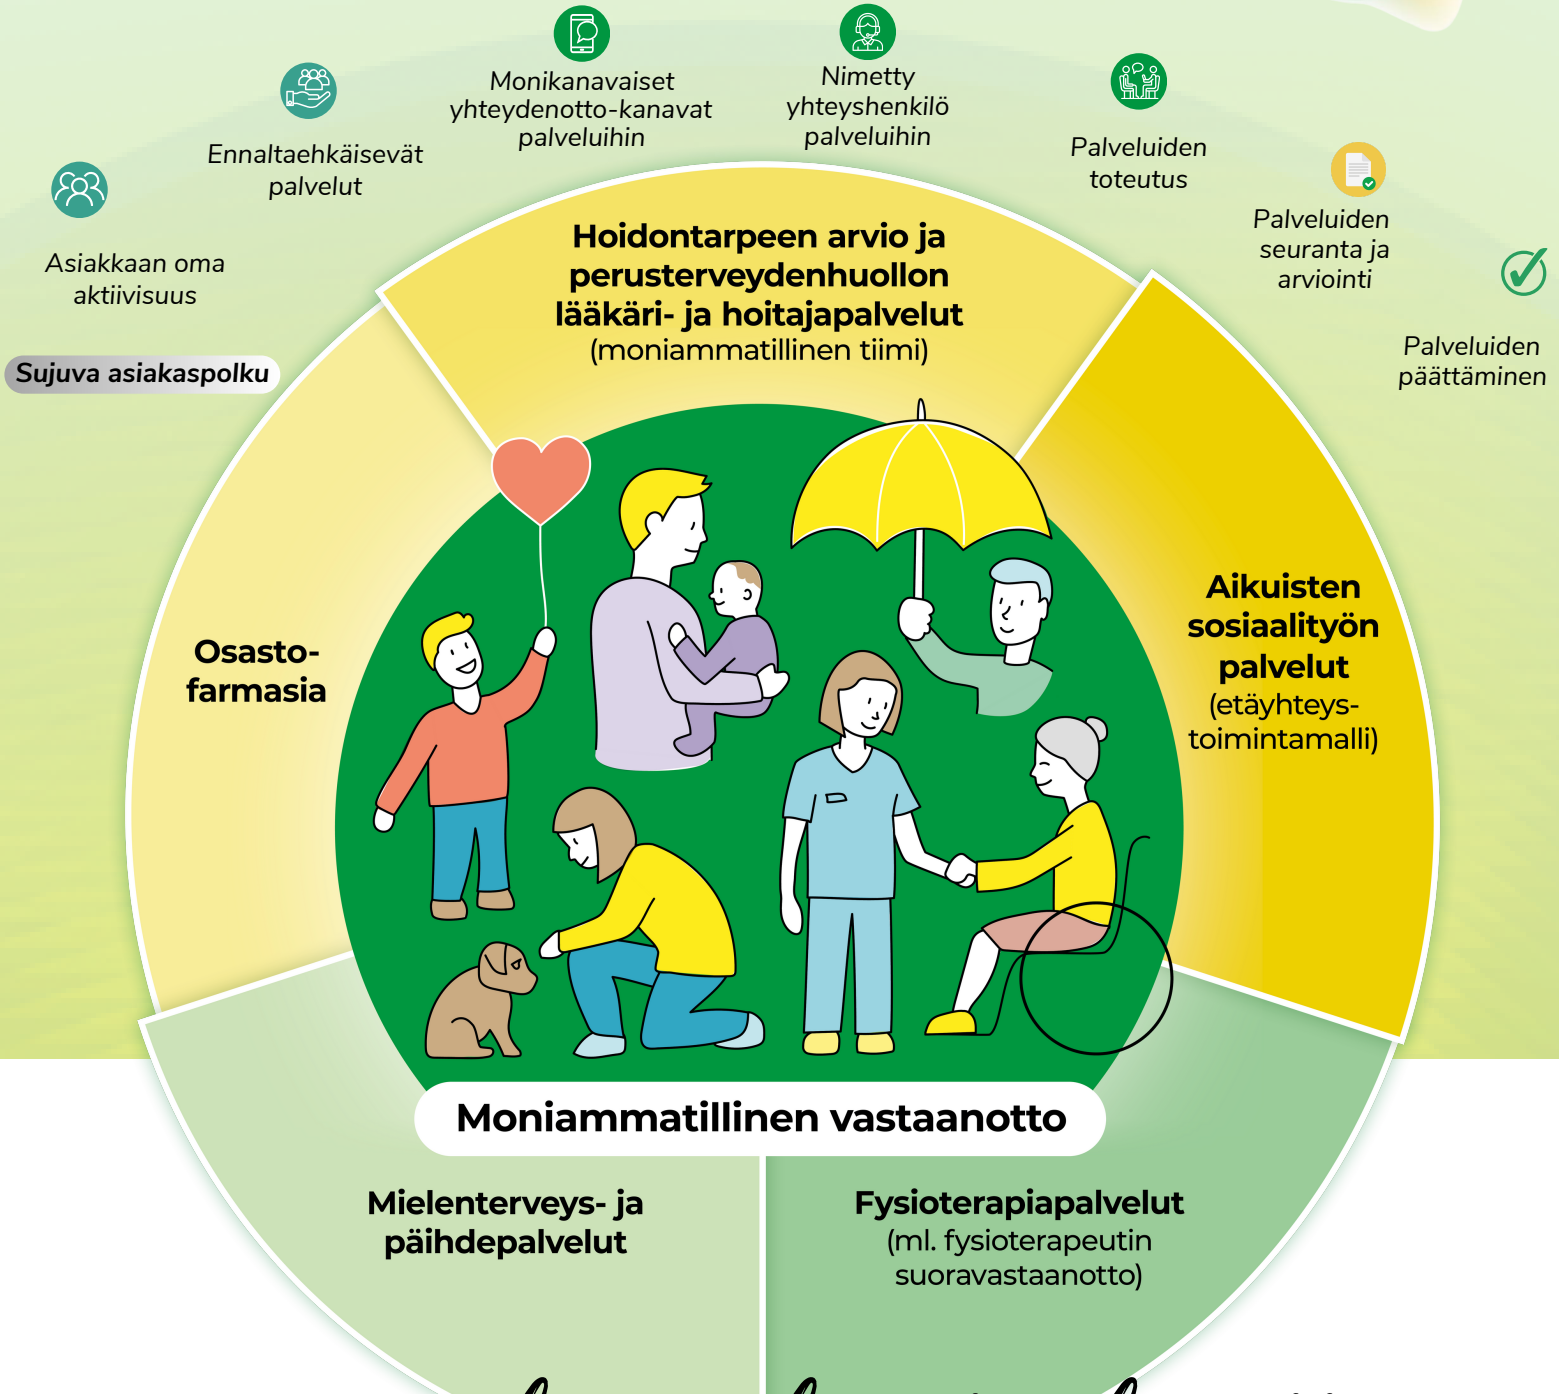 Monikanavaiset
yhteydenotto-kanavat
palveluihin
Nimetty
yhteyshenkilö
palveluihin
Ennaltaehkäisevät
palvelut
Palveluiden
toteutus
Asiakkaan oma
aktiivisuus
Palveluiden
seuranta ja
arviointi
Palveluiden
päättäminen
Sujuva asiakaspolku
Hoidontarpeen arvio ja
perusterveydenhuollon
lääkäri- ja hoitajapalvelut
(moniammatillinen tiimi)
Osasto-
farmasia
Aikuisten
sosiaalityön
palvelut
(etäyhteys-
toimintamalli)
Moniammatillinen vastaanotto
Mielenterveys- ja
päihdepalvelut
Fysioterapiapalvelut
(ml. fysioterapeutin
suoravastaanotto)